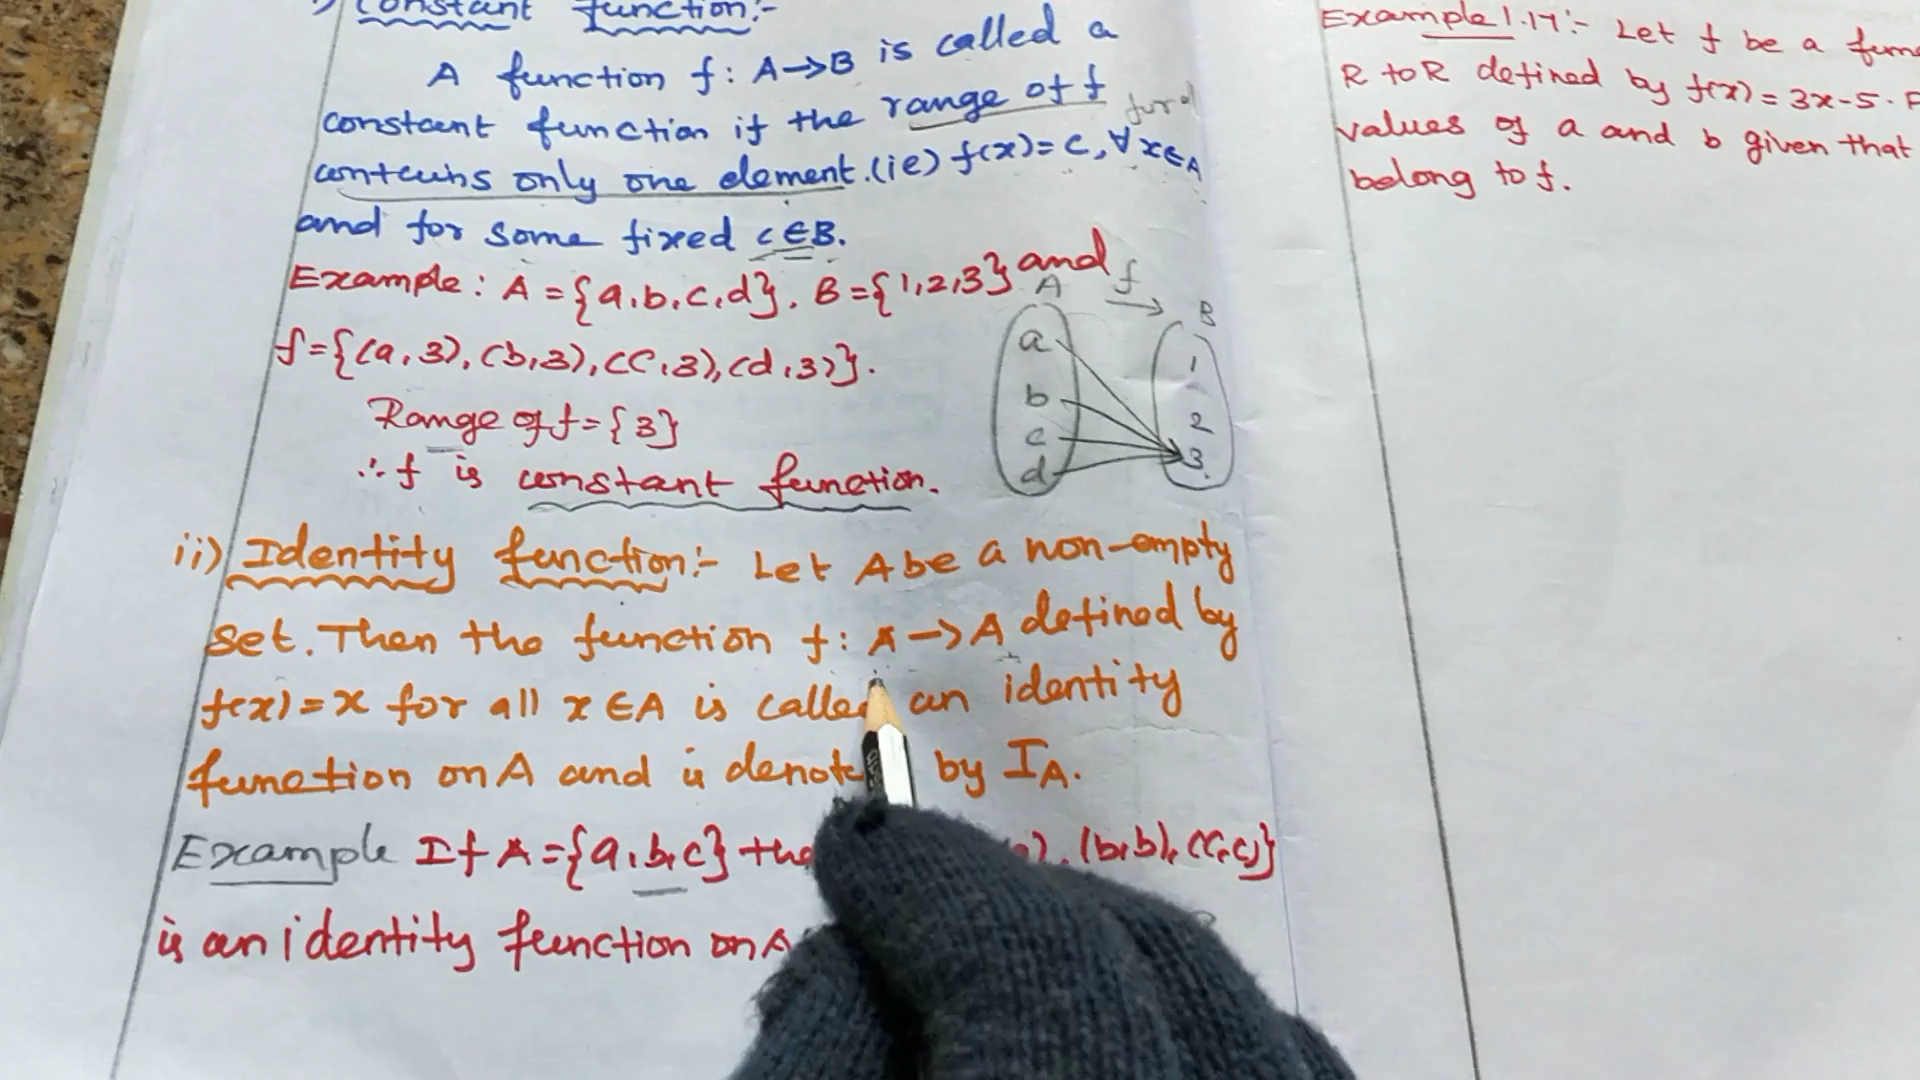 Constant function:-
A function f: A→B is called a
constant function if the range of f
contains only one element. (ie) f(x) = c, ∀ x∈A
and for some fixed c∈B.
Example: A = {a,b,c,d}, B = {1,2,3} and
f = {(a,3), (b,3), (c,3), (d,3)}.
Range of f = {3}
∴ f is constant function.
A f B
a 1
b 2
c 3
d
ii) Identity function:- Let A be a non-empty
set. Then the function f: A→A defined by
f(x) = x for all x∈A is called an identity
function on A and is denote by I_A.
Example If A = {a,b,c} the ), (b,b), (c,c)}
is an identity function on A
Example 1.17:- Let f be a
R to R defined by f(x) = 3x-5.
values of a and b given that
belong to f.